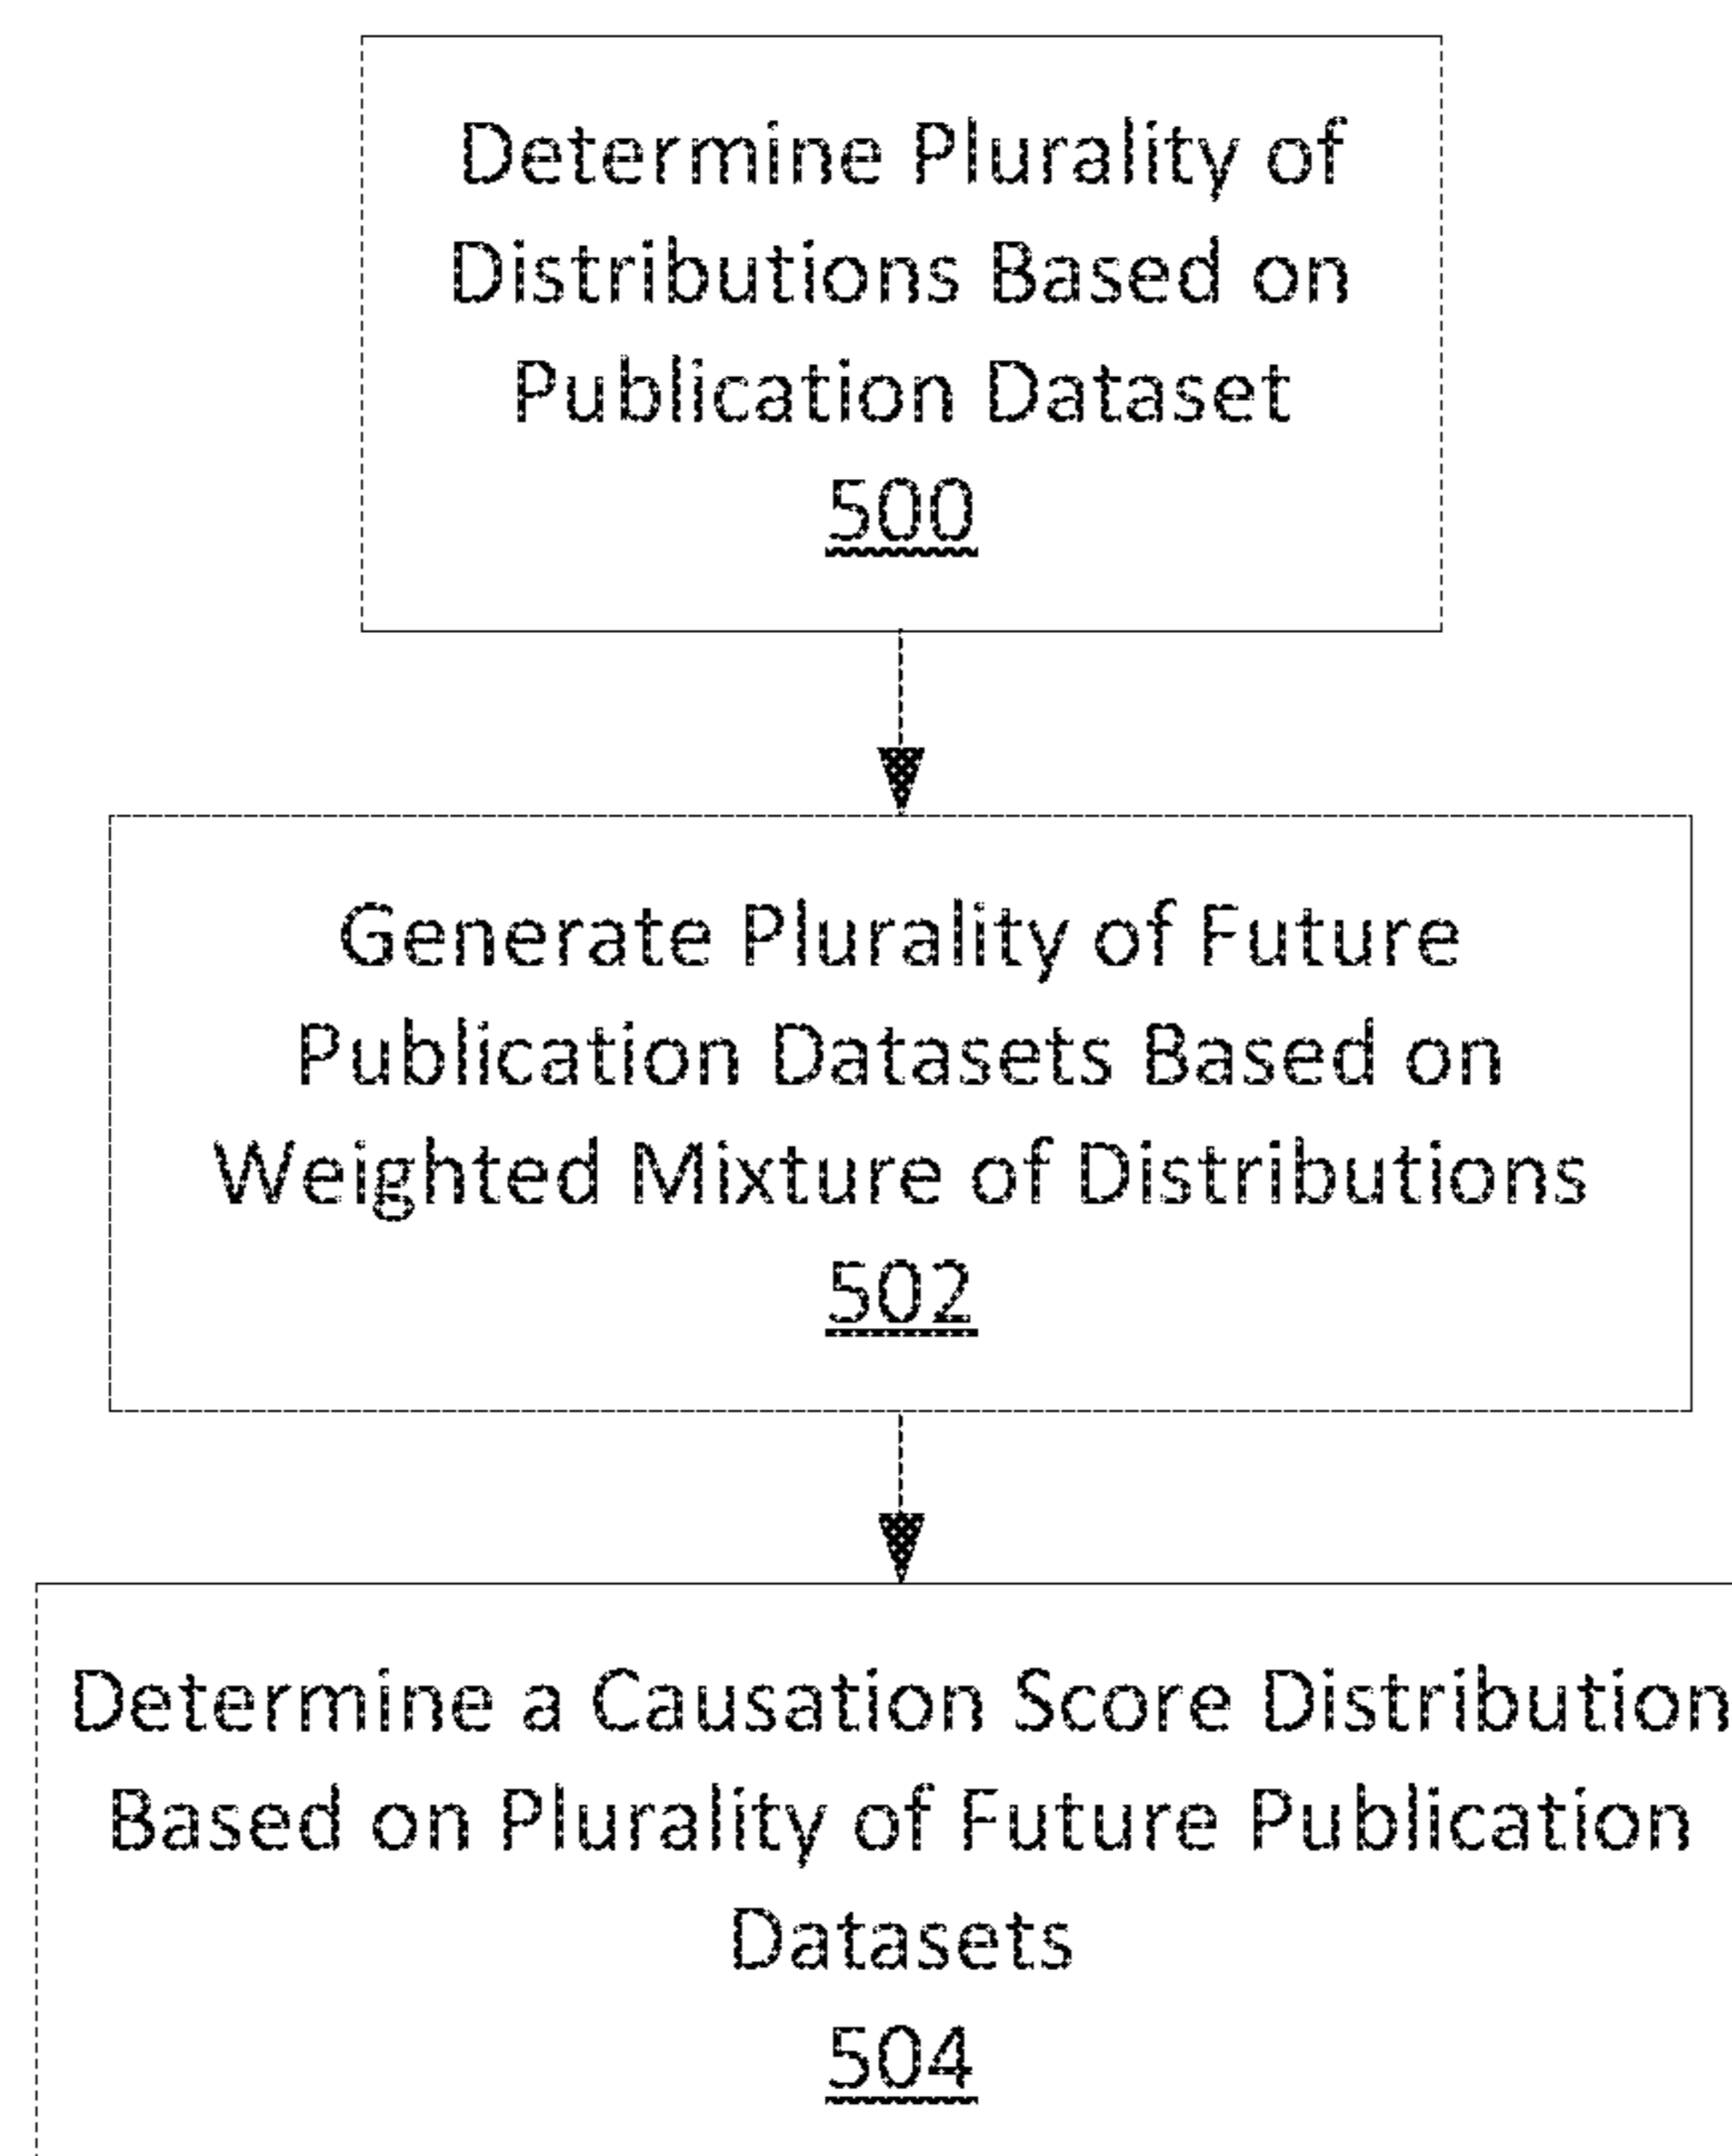 Determine Plurality of
Distributions Based on
Publication Dataset
500
Generate Plurality of Future
Publication Datasets Based on
Weighted Mixture of Distributions
502
Determine a Causation Score Distribution
Based on Plurality of Future Publication
Datasets
504